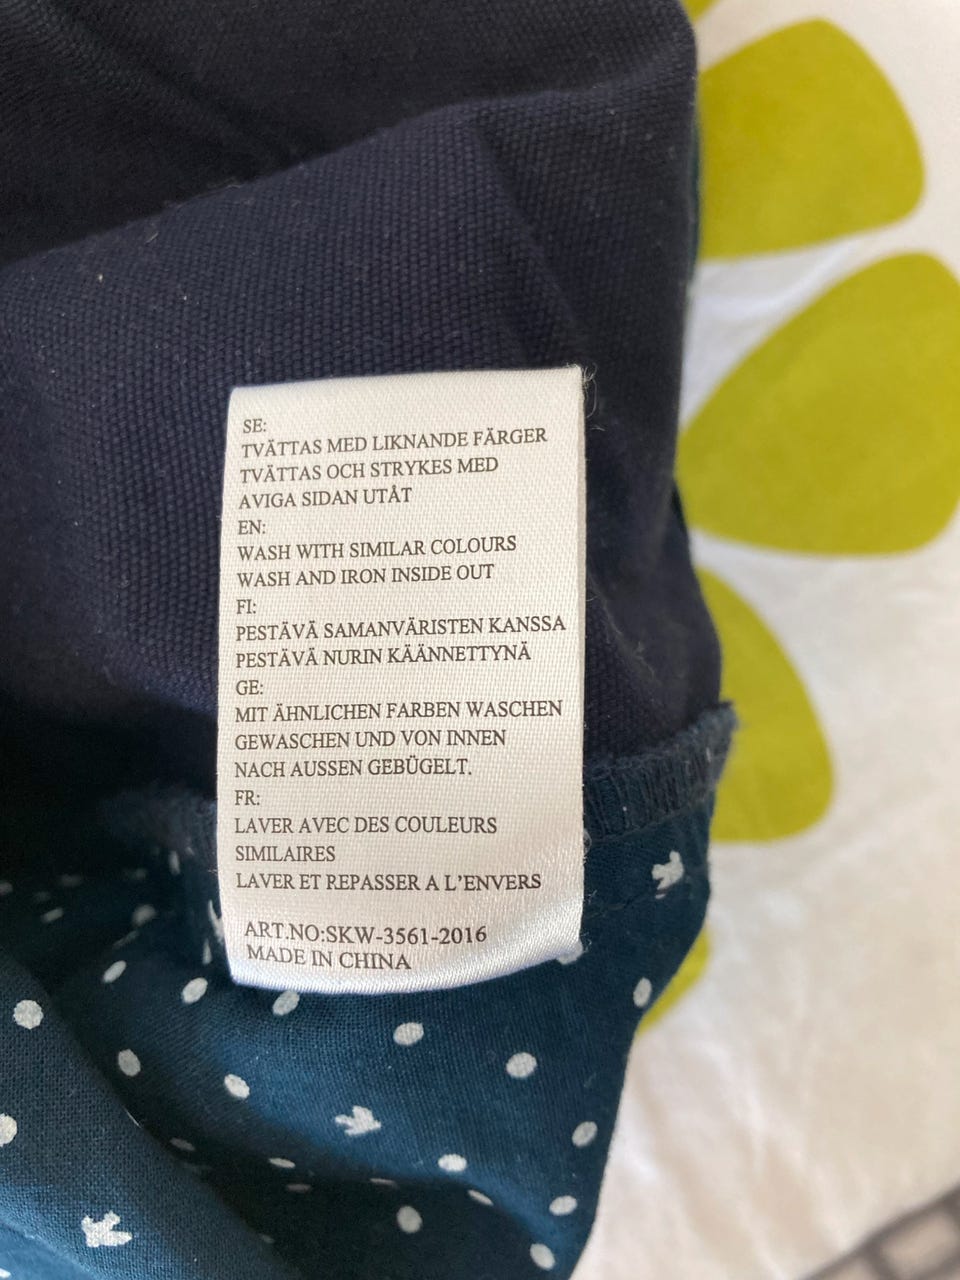 SE:
TVÄTTAS MED LIKNANDE FÄRGER
TVÄTTAS OCH STRYKES MED
AVIGA SIDAN UTÅT
EN:
WASH WITH SIMILAR COLOURS
WASH AND IRON INSIDE OUT
FI:
PESTÄVÄ SAMANVÄRISTEN KANSSA
PESTÄVÄ NURIN KÄÄNNETTYNÄ
GE:
MIT ÄHNLICHEN FARBEN WASCHEN
GEWASCHEN UND VON INNEN
NACH AUSSEN GEBÜGELT.
FR:
LAVER AVEC DES COULEURS
SIMILAIRES
LAVER ET REPASSER A L'ENVERS
ART.NO:SKW-3561-2016
MADE IN CHINA